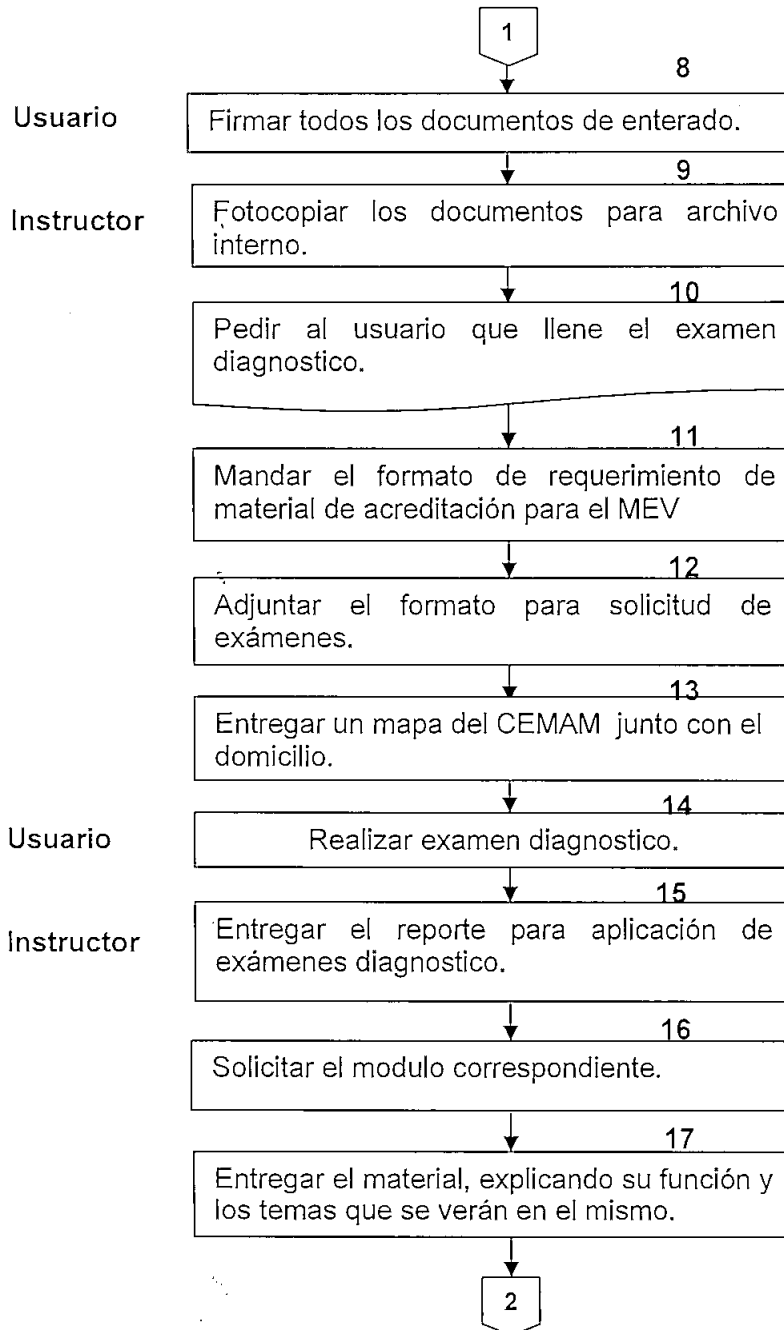 1
8
Usuario
Firmar todos los documentos de enterado.
9
Instructor
Fotocopiar los documentos para archivo
interno.
10
Pedir al usuario que llene el examen
diagnostico.
11
Mandar el formato de requerimiento de
material de acreditación para el MEV
12
Adjuntar el formato para solicitud de
exámenes.
13
Entregar un mapa del CEMAM junto con el
domicilio.
14
Usuario
Realizar examen diagnostico.
15
Instructor
Entregar el reporte para aplicación de
exámenes diagnostico.
16
Solicitar el modulo correspondiente.
17
Entregar el material, explicando su función y
los temas que se verán en el mismo.
2